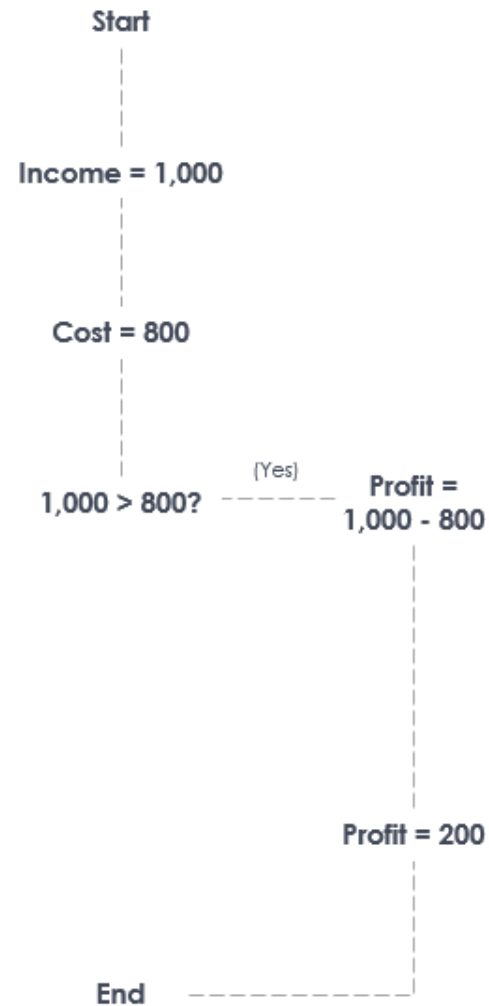 Start
Income = 1,000
Cost = 800
1,000 > 800?
(Yes)
Profit =
1,000 - 800
Profit = 200
End